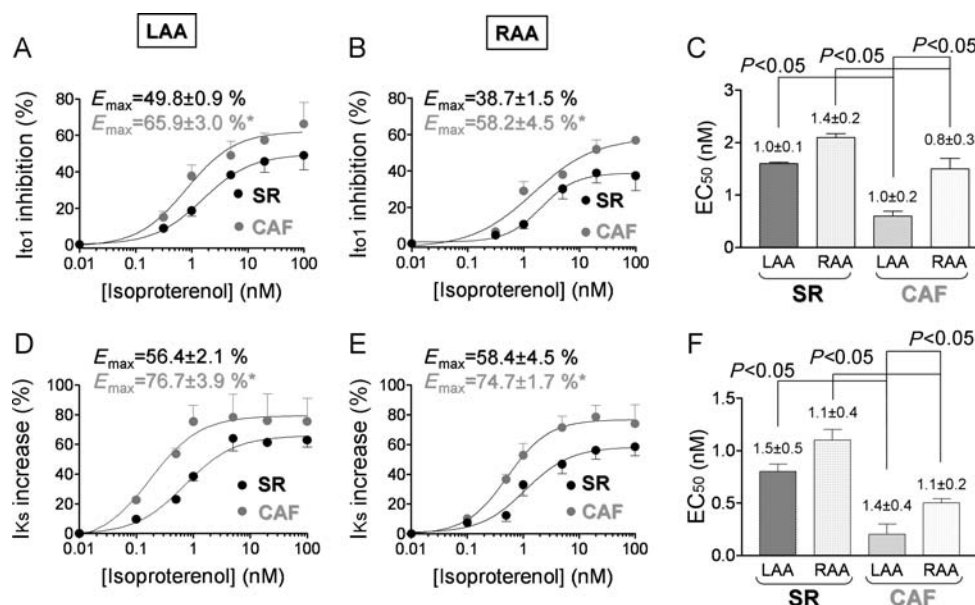 LAA
RAA
A
Ito1 inhibition (%)
80
60
40
20
0
Emax=49.8±0.9 %
Emax=65.9±3.0 %*
SR
CAF
0.01 0.1 1 10 100
[Isoproterenol] (nM)
B
Ito1 inhibition (%)
80
60
40
20
0
Emax=38.7±1.5 %
Emax=58.2±4.5 %*
SR
CAF
0.01 0.1 1 10 100
[Isoproterenol] (nM)
C
EC50 (nM)
3
2
1
0
P<0.05
P<0.05
P<0.05
1.0±0.1
1.4±0.2
1.0±0.2
0.8±0.3
LAA RAA LAA RAA
SR CAF
D
IKs increase (%)
100
80
60
40
20
0
Emax=56.4±2.1 %
Emax=76.7±3.9 %*
SR
CAF
0.01 0.1 1 10 100
[Isoproterenol] (nM)
E
IKs increase (%)
100
80
60
40
20
0
Emax=58.4±4.5 %
Emax=74.7±1.7 %*
SR
CAF
0.01 0.1 1 10 100
[Isoproterenol] (nM)
F
EC50 (nM)
1.5
1.0
0.5
0.0
P<0.05
P<0.05
P<0.05
1.5±0.5
1.1±0.4
1.4±0.4
1.1±0.2
LAA RAA LAA RAA
SR CAF